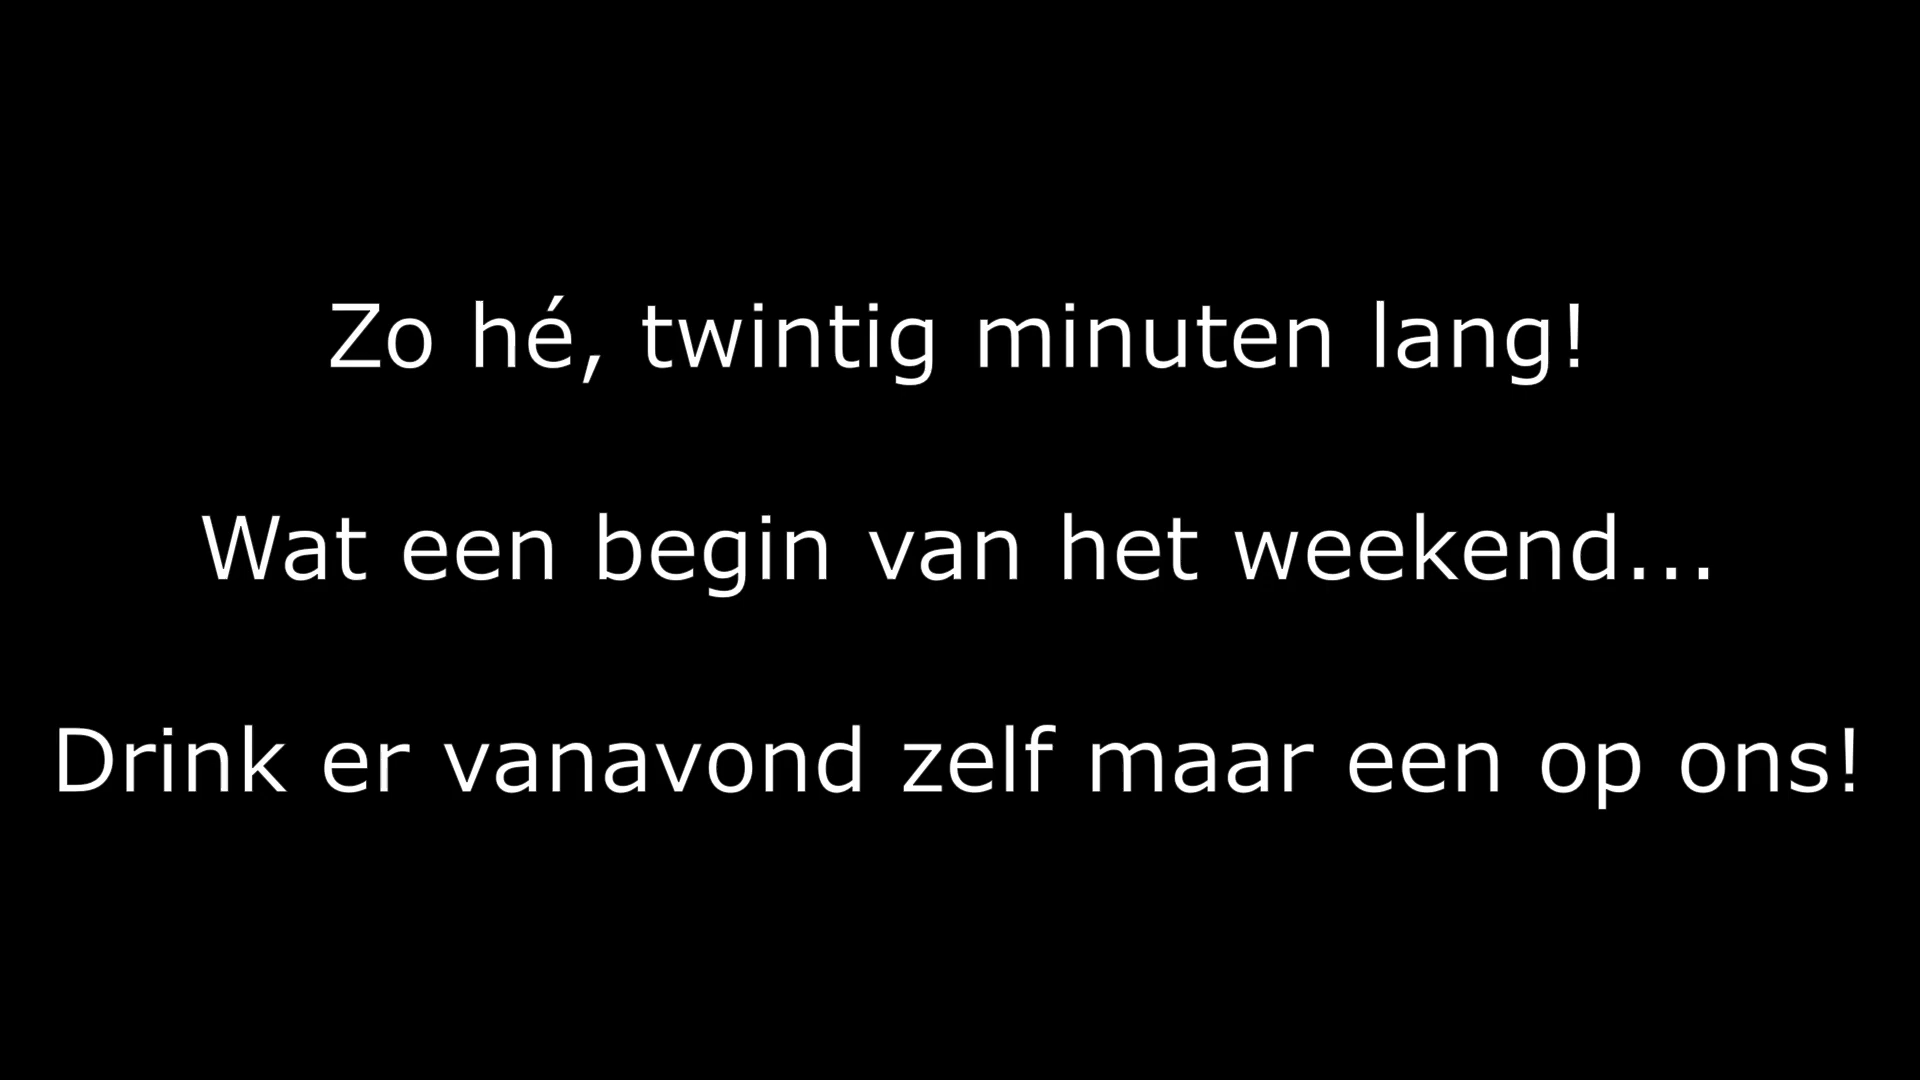 Zo hé, twintig minuten lang!
Wat een begin van het weekend...
Drink er vanavond zelf maar een op ons!